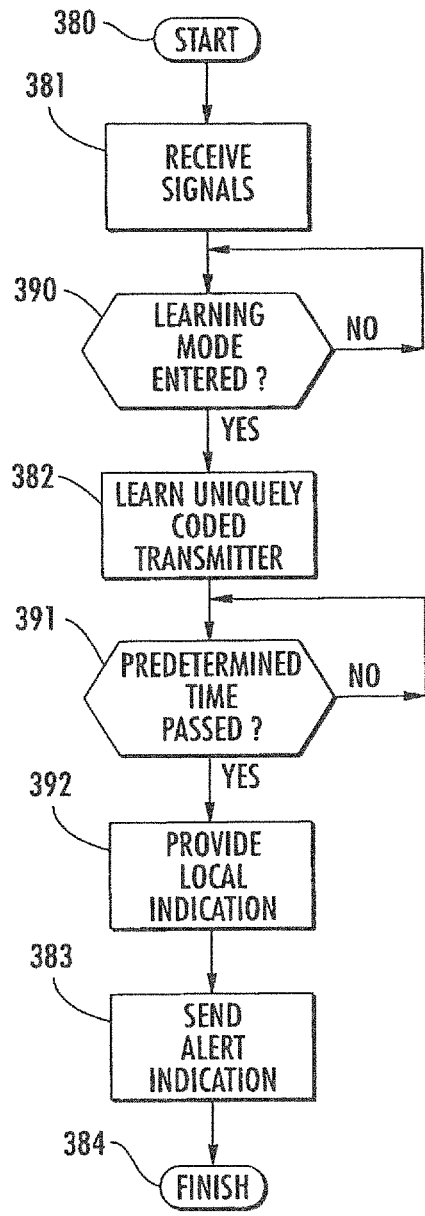 380
START
381
RECEIVE
SIGNALS
390
LEARNING
MODE
ENTERED ?
NO
YES
382
LEARN UNIQUELY
CODED
TRANSMITTER
391
PREDETERMINED
TIME
PASSED ?
NO
YES
392
PROVIDE
LOCAL
INDICATION
383
SEND
ALERT
INDICATION
384
FINISH